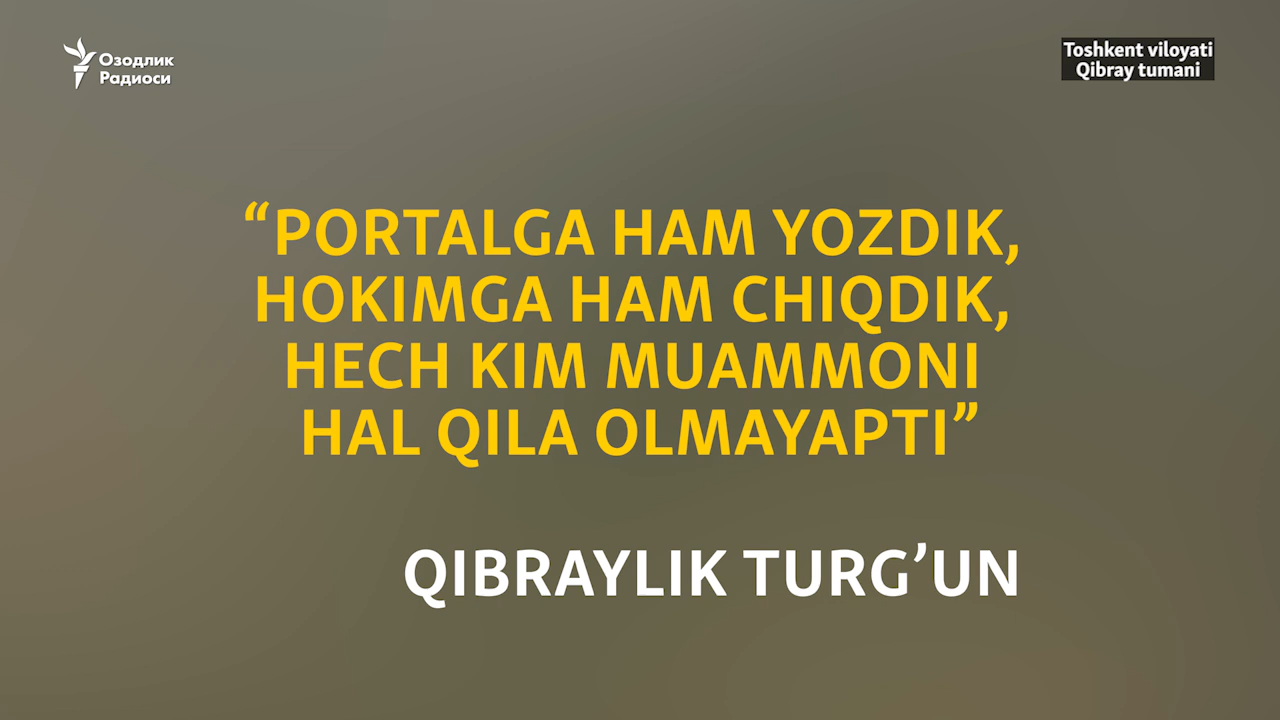 Озодлик
Радиоси
Toshkent viloyati
Qibray tumani
“PORTALGA HAM YOZDIK,
HOKIMGA HAM CHIQDIK,
HECH KIM MUAMMONI
HAL QILA OLMAYAPTI”
QIBRAYLIK TURG’UN